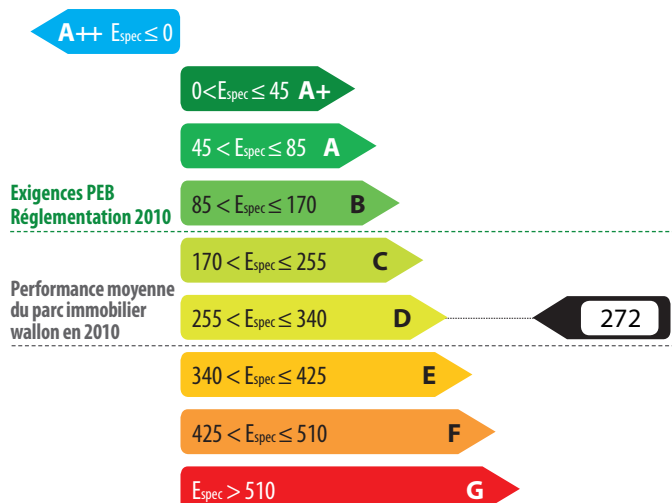 A++ Espec ≤ 0
0<Espec ≤ 45 A+
45 < Espec ≤ 85 A
Exigences PEB
Réglementation 2010
85 < Espec ≤ 170 B
170 < Espec ≤ 255 C
Performance moyenne
du parc immobilier
wallon en 2010
255 < Espec ≤ 340 D
272
340 < Espec ≤ 425 E
425 < Espec ≤ 510 F
Espec > 510 G